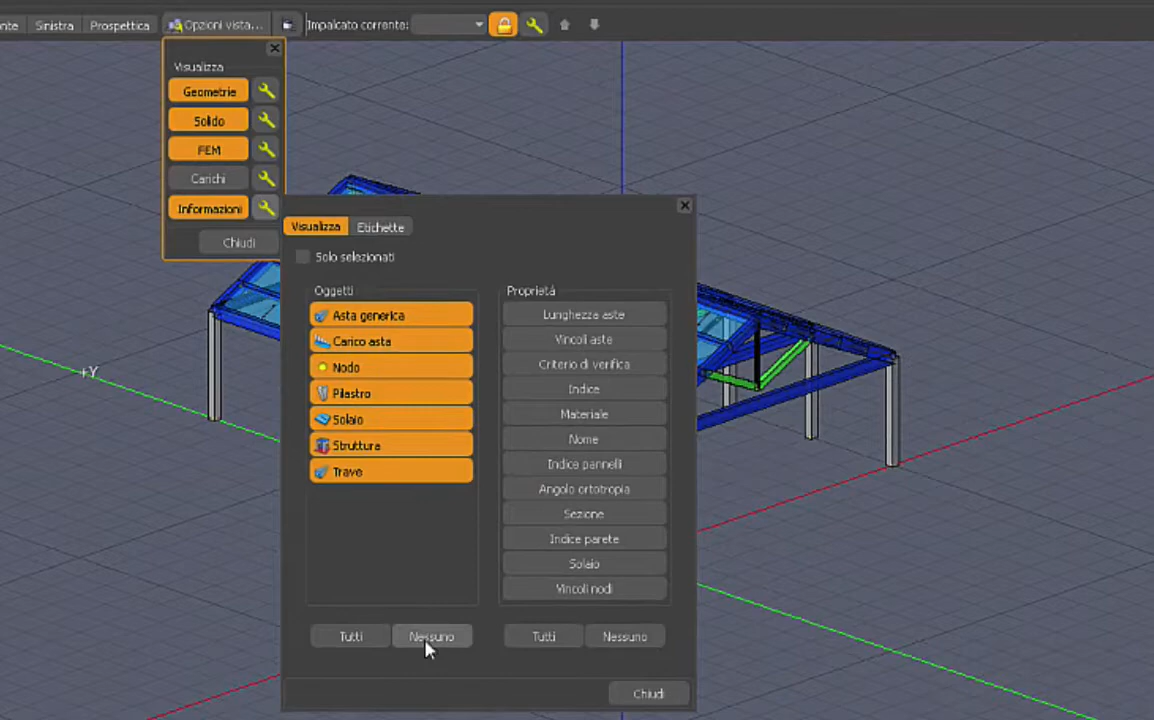 nte Sinistra Prospettica Opzioni vista... Impalcato corrente:
Visualizza
Geometrie
Solido
FEM
Carichi
Informazioni
Chiudi
Visualizza Etichette
Solo selezionati
Oggetti
Asta generica
Carico asta
Nodo
Pilastro
Solaio
Struttura
Trave
Tutti Nessuno
Proprietá
Lunghezza aste
Vincoli aste
Criterio di verifica
Indice
Materiale
Nome
Indice pannelli
Angolo ortotropia
Sezione
Indice parete
Solaio
Vincoli nodi
Tutti Nessuno
Chiudi
+Y